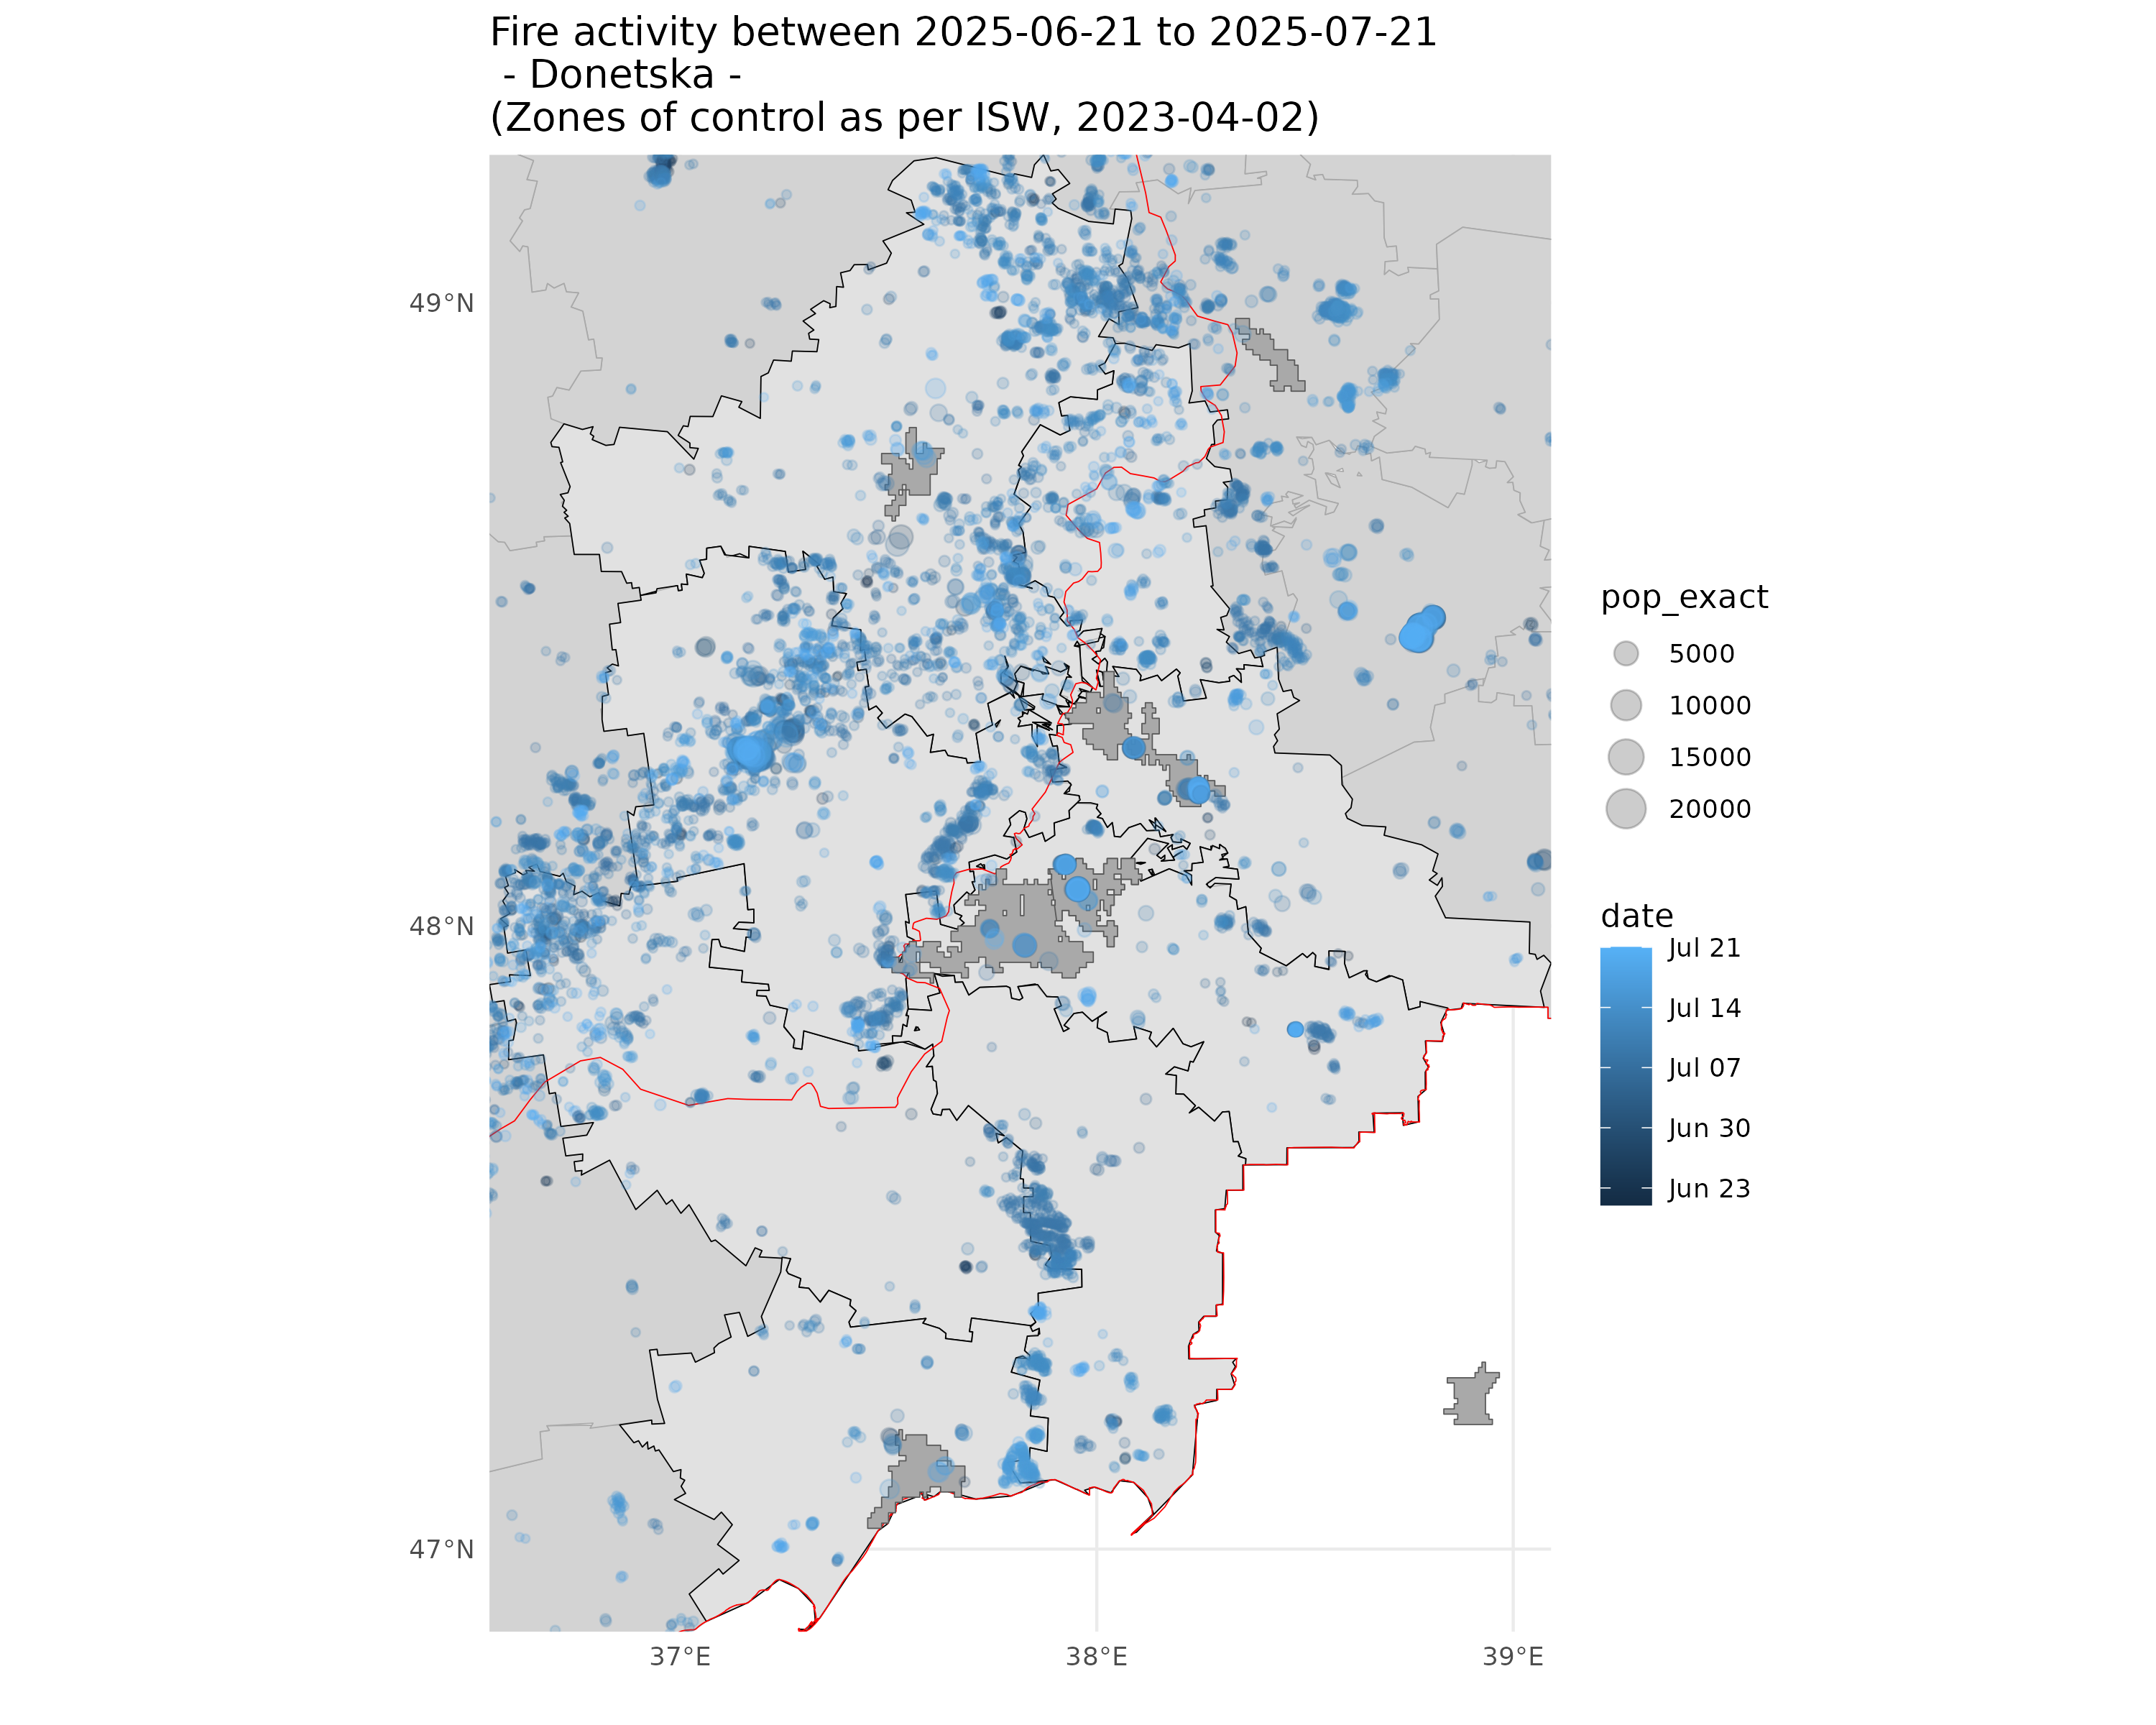 Fire activity between 2025-06-21 to 2025-07-21
- Donetska -
(Zones of control as per ISW, 2023-04-02)
49°N
48°N
47°N
37°E
38°E
39°E
pop_exact
5000
10000
15000
20000
date
Jul 21
Jul 14
Jul 07
Jun 30
Jun 23